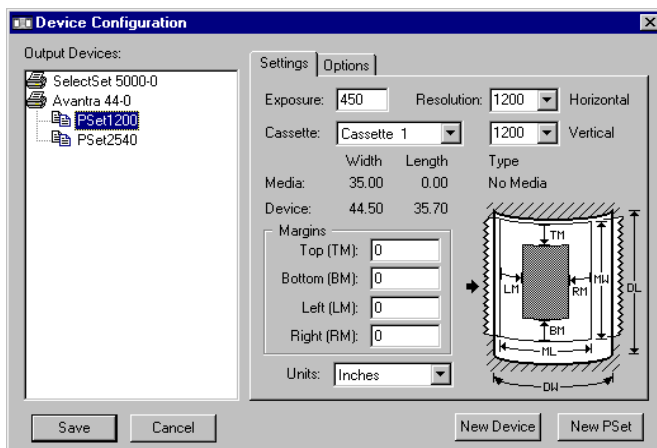 Device Configuration
Output Devices:
SelectSet 5000-0
Avantra 44-0
PSet1200
PSet2540
Settings
Options
Exposure: 450 Resolution: 1200 Horizontal
Cassette: Cassette 1 1200 Vertical
Width Length Type
Media: 35.00 0.00 No Media
Device: 44.50 35.70
Margins
Top (TM): 0
Bottom (BM): 0
Left (LM): 0
Right (RM): 0
Units: Inches
TM
LM
RM
MW
DL
BM
ML
DW
Save
Cancel
New Device
New PSet